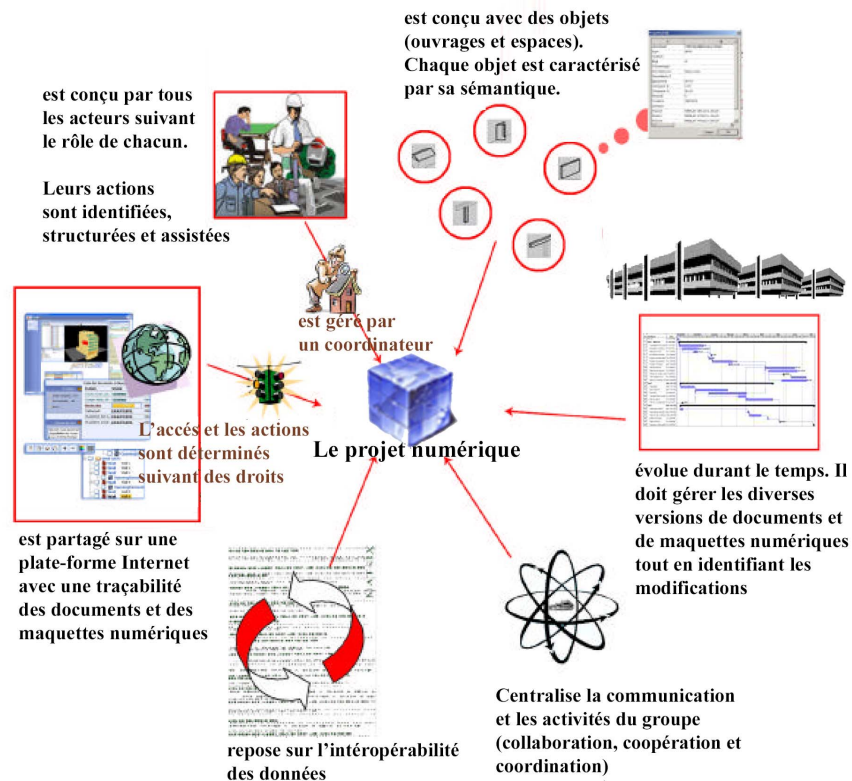 est conçu avec des objets
(ouvrages et espaces).
Chaque objet est caractérisé
par sa sémantique.
est conçu par tous
les acteurs suivant
le rôle de chacun.
Leurs actions
sont identifiées,
structurées et assistées
est géré par
un coordinateur
L'accés et les actions
sont déterminés
suivant des droits
Le projet numérique
évolue durant le temps. Il
doit gérer les diverses
versions de documents et
de maquettes numériques
tout en identifiant les
modifications
est partagé sur une
plate-forme Internet
avec une traçabilité
des documents et des
maquettes numériques
Centralise la communication
et les activités du groupe
(collaboration, coopération et
coordination)
repose sur l'intéropérabilité
des données